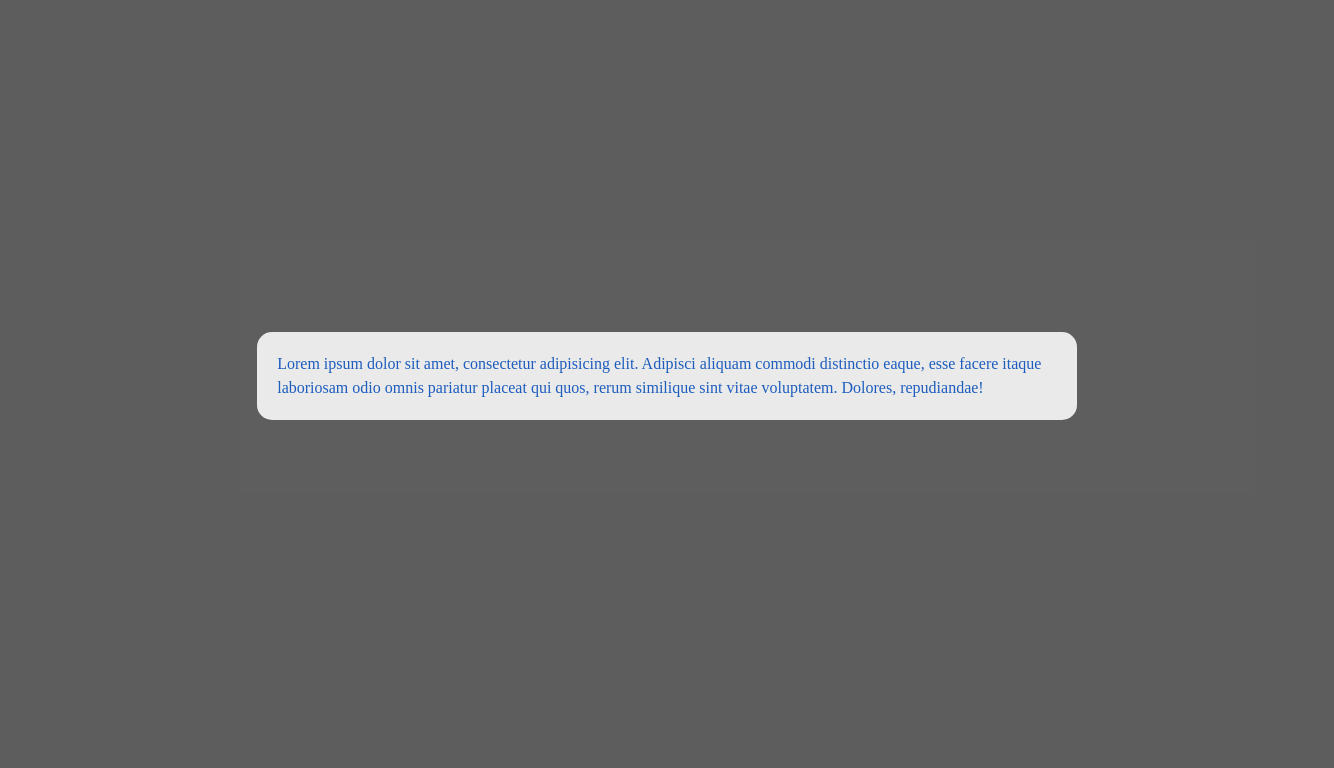 Lorem ipsum dolor sit amet, consectetur adipisicing elit. Adipisci aliquam commodi distinctio eaque, esse facere itaque
laboriosam odio omnis pariatur placeat qui quos, rerum similique sint vitae voluptatem. Dolores, repudiandae!